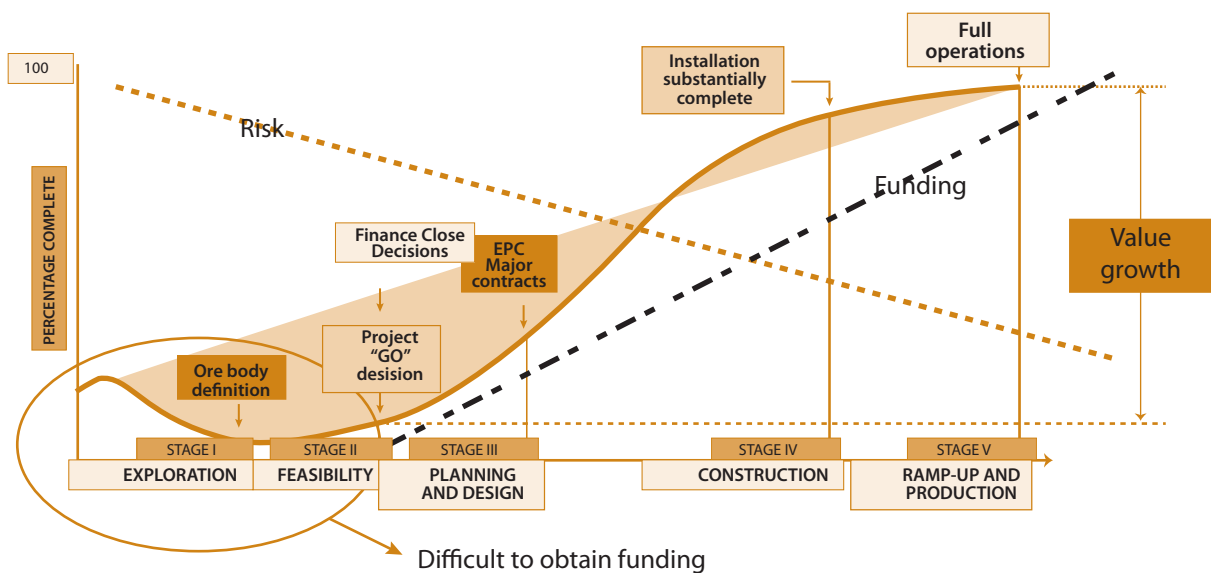 100
PERCENTAGE COMPLETE
Risk
Installation
substantially
complete
Full
operations
Funding
Value
growth
Finance Close
Decisions
EPC
Major
contracts
Project
“GO”
desision
Ore body
definition
STAGE I
EXPLORATION
STAGE II
FEASIBILITY
STAGE III
PLANNING
AND DESIGN
STAGE IV
CONSTRUCTION
STAGE V
RAMP-UP AND
PRODUCTION
Difficult to obtain funding